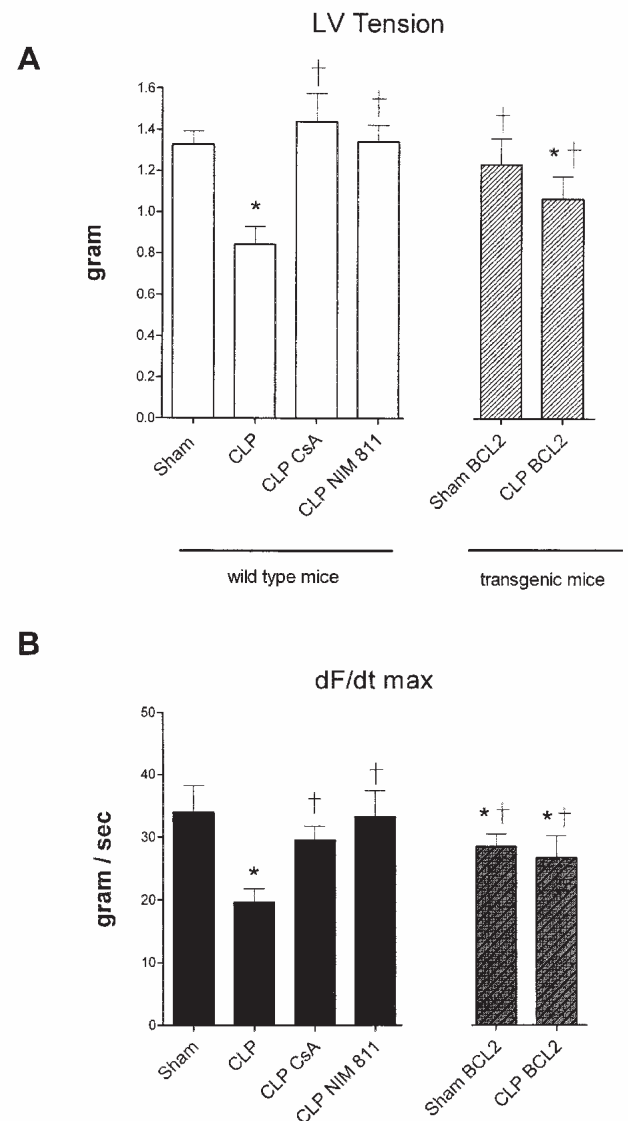 LV Tension
A
1.6
1.4
1.2
1.0
0.8
0.6
0.4
0.2
0.0
gram
†
*
†
†
†
* †
Sham
CLP
CLP CsA
CLP NIM 811
Sham BCL2
CLP BCL2
wild type mice
transgenic mice
B
dF/dt max
50
40
30
20
10
0
gram / sec
*
†
†
* †
* †
Sham
CLP
CLP CsA
CLP NIM 811
Sham BCL2
CLP BCL2